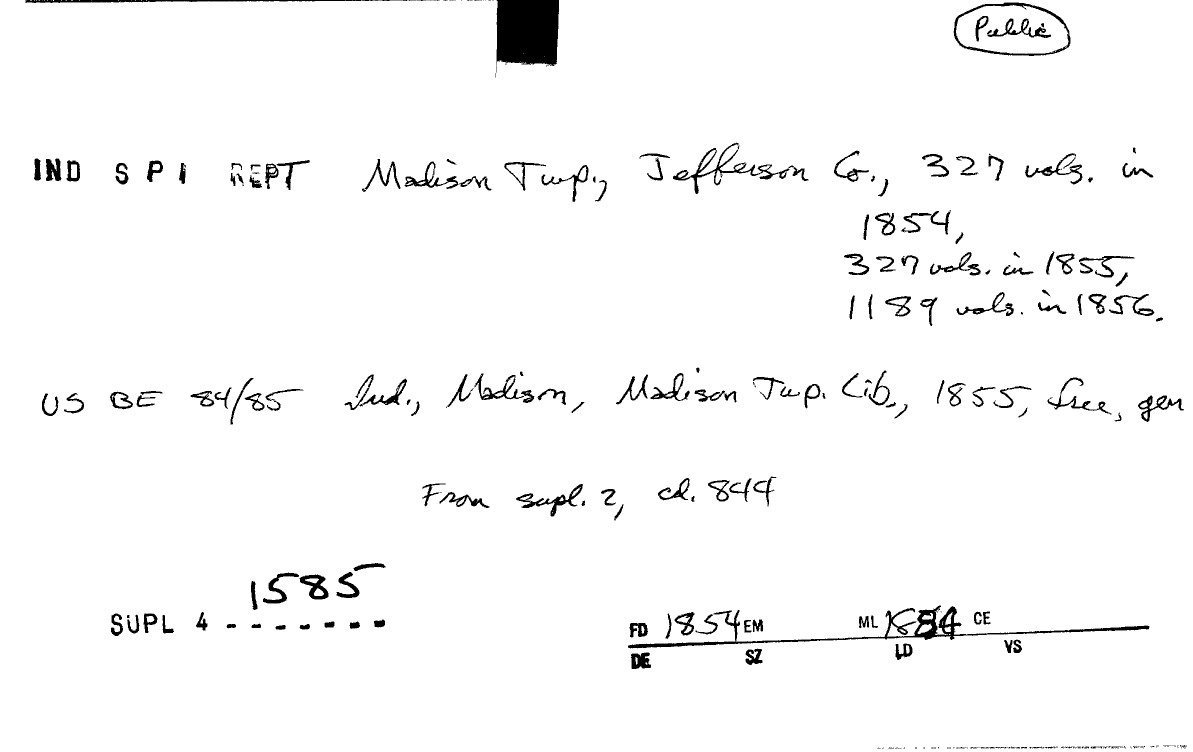 Public
IND S P I REPT Madison Twp., Jefferson Co., 327 vols. in
1854,
327 vols. in 1855,
1189 vols. in 1856.
US BE 84/85 Ind., Madison, Madison Twp. Lib., 1855, free, gen
From supl. 2, cd. 844
1585
SUPL 4 - - - - - - -
FD 1854 EM ML 1884 CE
DE SZ LD VS